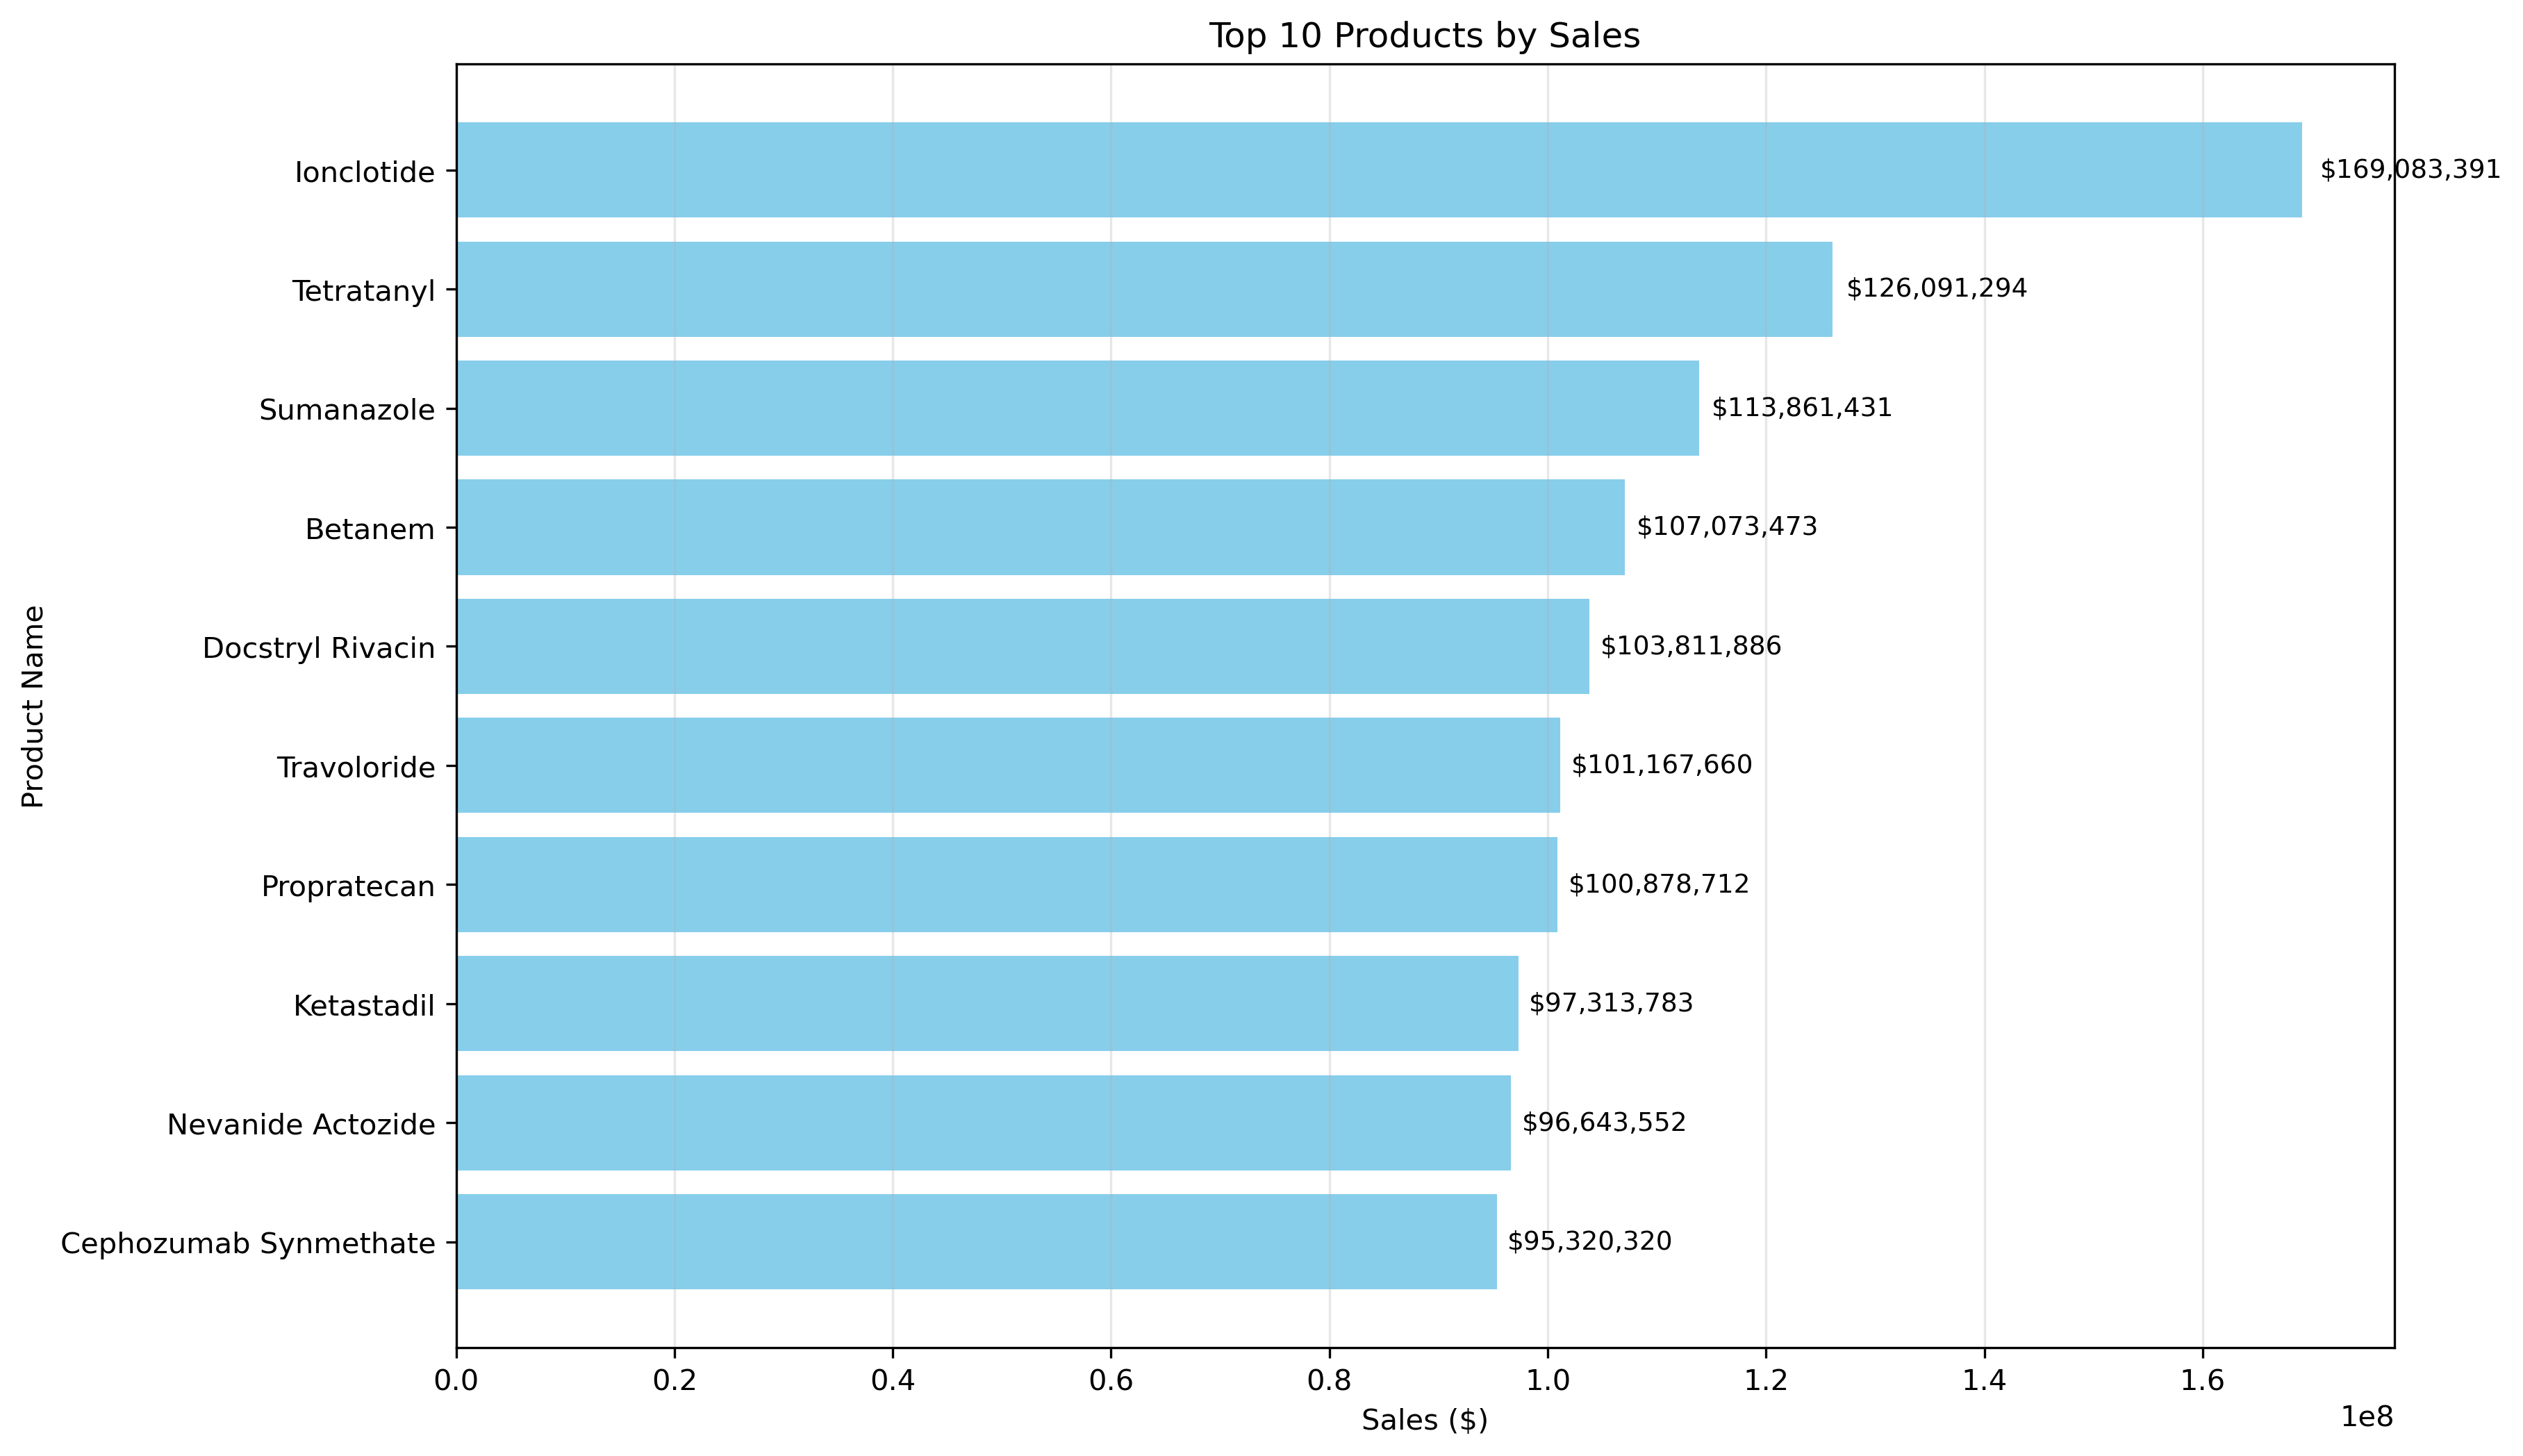 Top 10 Products by Sales
Ionclotide $169,083,391
Tetratanyl $126,091,294
Sumanazole $113,861,431
Betanem $107,073,473
Docstryl Rivacin $103,811,886
Travoloride $101,167,660
Propratecan $100,878,712
Ketastadil $97,313,783
Nevanide Actozide $96,643,552
Cephozumab Synmethate $95,320,320
Product Name
0.0 0.2 0.4 0.6 0.8 1.0 1.2 1.4 1.6
1e8
Sales ($)